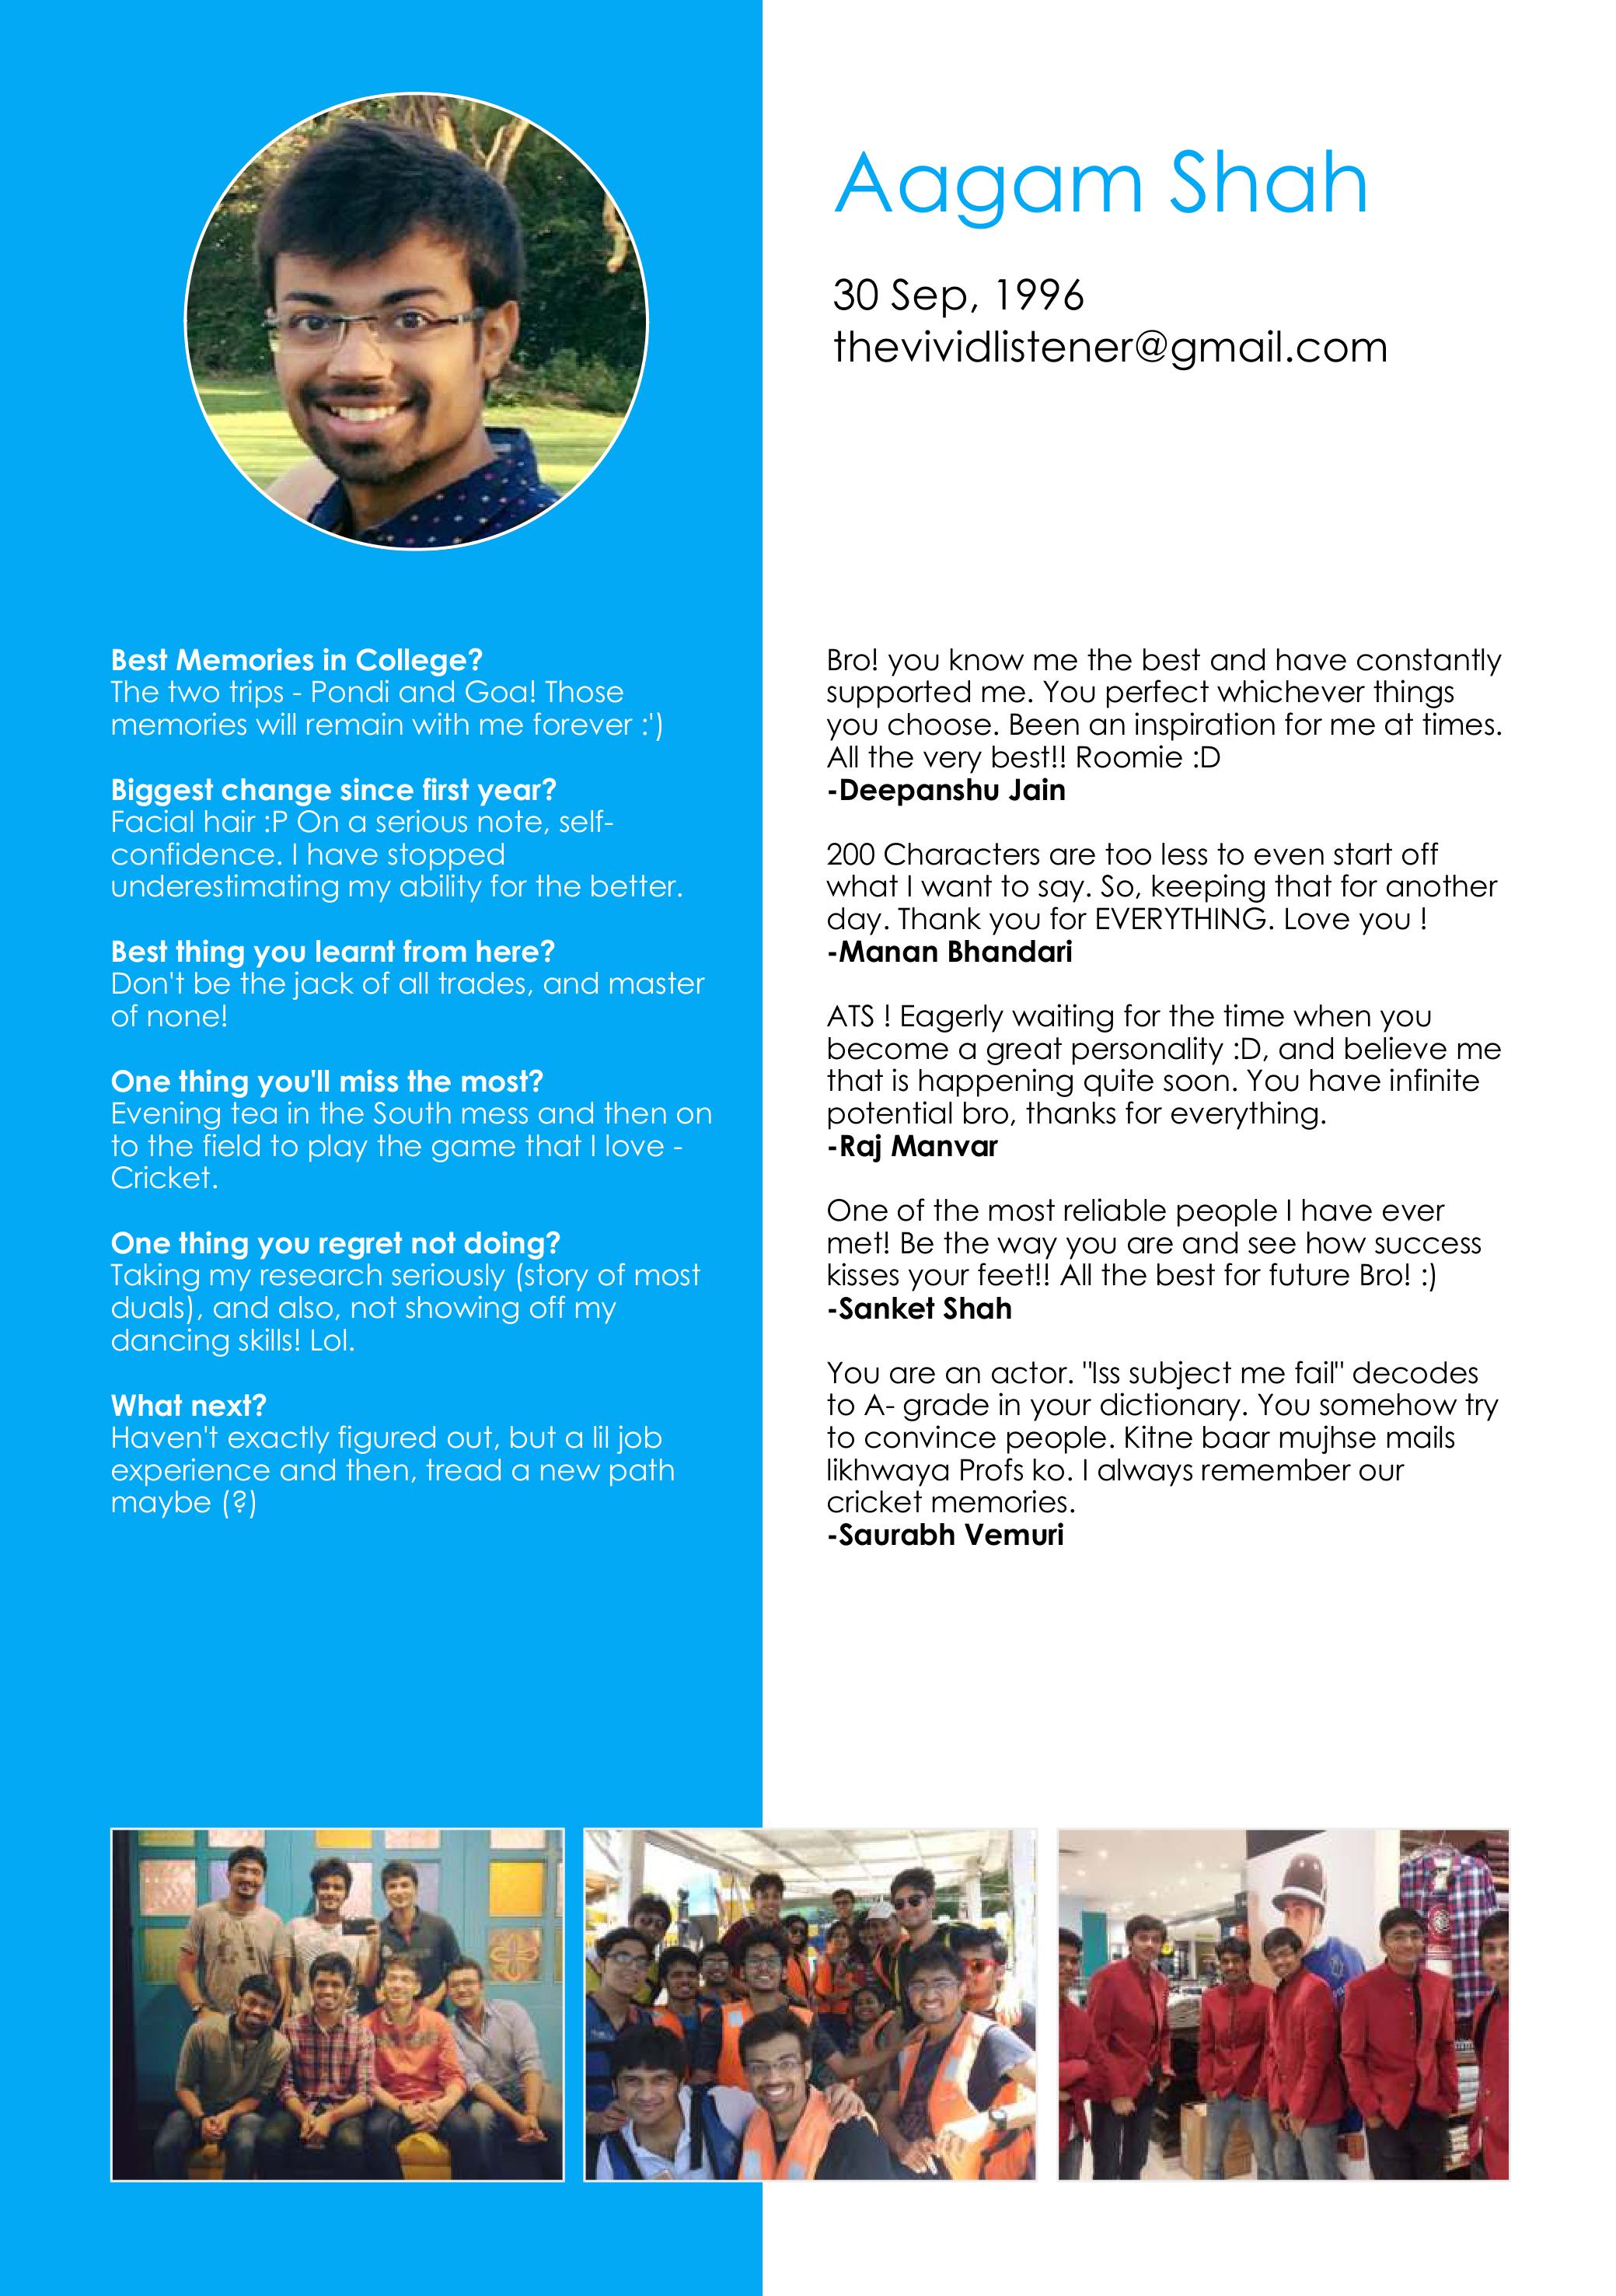 Aagam Shah
30 Sep, 1996
thevividlistener@gmail.com
Best Memories in College?
The two trips - Pondi and Goa! Those
memories will remain with me forever :')
Biggest change since first year?
Facial hair :P On a serious note, self-
confidence. I have stopped
underestimating my ability for the better.
Best thing you learnt from here?
Don't be the jack of all trades, and master
of none!
One thing you'll miss the most?
Evening tea in the South mess and then on
to the field to play the game that I love -
Cricket.
One thing you regret not doing?
Taking my research seriously (story of most
duals), and also, not showing off my
dancing skills! Lol.
What next?
Haven't exactly figured out, but a lil job
experience and then, tread a new path
maybe (?)
Bro! you know me the best and have constantly
supported me. You perfect whichever things
you choose. Been an inspiration for me at times.
All the very best!! Roomie :D
-Deepanshu Jain
200 Characters are too less to even start off
what I want to say. So, keeping that for another
day. Thank you for EVERYTHING. Love you !
-Manan Bhandari
ATS ! Eagerly waiting for the time when you
become a great personality :D, and believe me
that is happening quite soon. You have infinite
potential bro, thanks for everything.
-Raj Manvar
One of the most reliable people I have ever
met! Be the way you are and see how success
kisses your feet!! All the best for future Bro! :)
-Sanket Shah
You are an actor. "Iss subject me fail" decodes
to A- grade in your dictionary. You somehow try
to convince people. Kitne baar mujhse mails
likhwaya Profs ko. I always remember our
cricket memories.
-Saurabh Vemuri